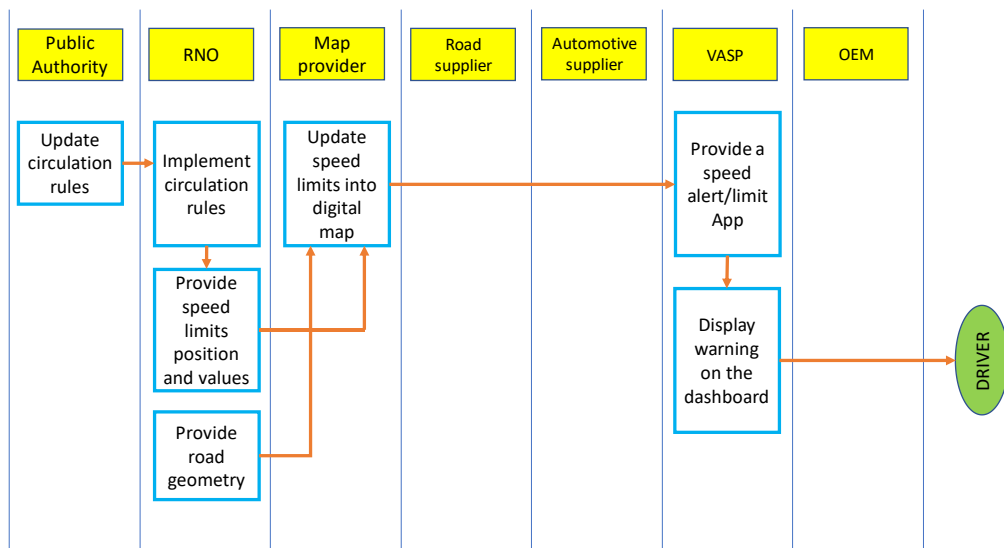 Public
Authority
RNO
Map
provider
Road
supplier
Automotive
supplier
VASP
OEM
Update
circulation
rules
Implement
circulation
rules
Update
speed
limits into
digital
map
Provide a
speed
alert/limit
App
Provide
speed
limits
position
and values
Display
warning
on the
dashboard
DRIVER
Provide
road
geometry